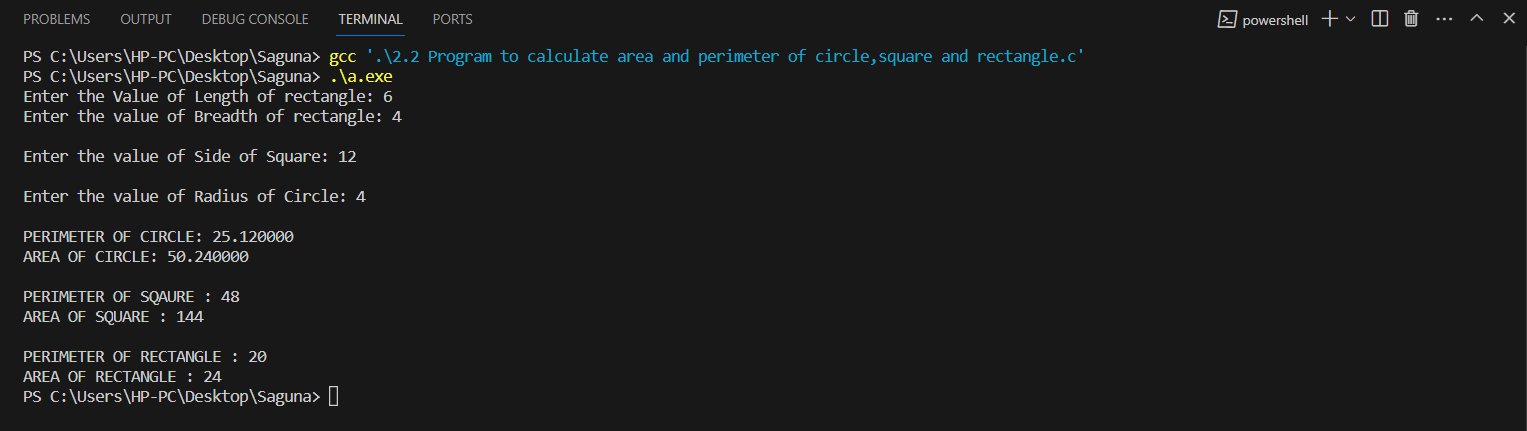 PROBLEMS OUTPUT DEBUG CONSOLE TERMINAL PORTS powershell
PS C:\Users\HP-PC\Desktop\Saguna> gcc '.\2.2 Program to calculate area and perimeter of circle,square and rectangle.c'
PS C:\Users\HP-PC\Desktop\Saguna> .\a.exe
Enter the Value of Length of rectangle: 6
Enter the value of Breadth of rectangle: 4
Enter the value of Side of Square: 12
Enter the value of Radius of Circle: 4
PERIMETER OF CIRCLE: 25.120000
AREA OF CIRCLE: 50.240000
PERIMETER OF SQAURE : 48
AREA OF SQUARE : 144
PERIMETER OF RECTANGLE : 20
AREA OF RECTANGLE : 24
PS C:\Users\HP-PC\Desktop\Saguna>